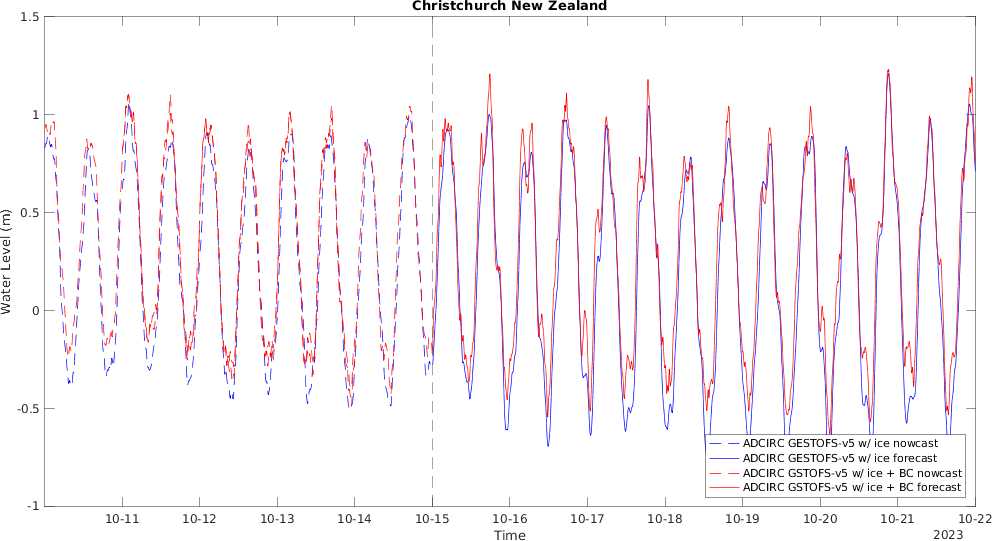 Christchurch New Zealand
1.5
1
0.5
0
-0.5
-1
Water Level (m)
10-11 10-12 10-13 10-14 10-15 10-16 10-17 10-18 10-19 10-20 10-21 10-22
Time
2023
ADCIRC GESTOFS-v5 w/ ice nowcast
ADCIRC GESTOFS-v5 w/ ice forecast
ADCIRC GSTOFS-v5 w/ ice + BC nowcast
ADCIRC GSTOFS-v5 w/ ice + BC forecast